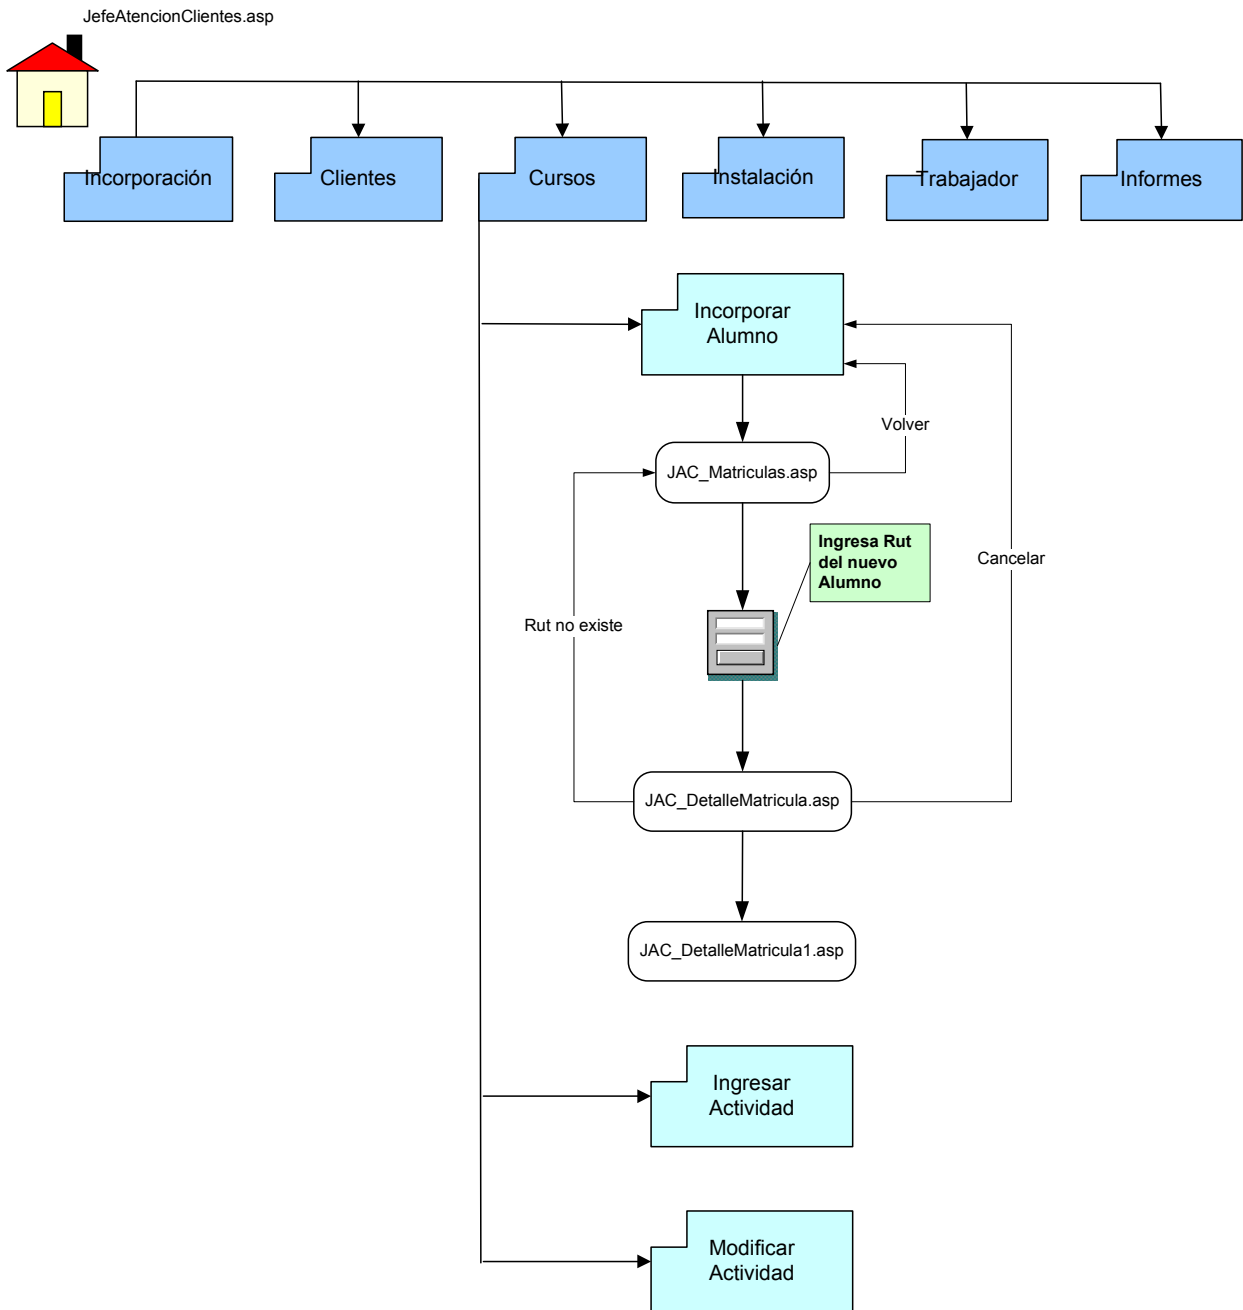 JefeAtencionClientes.asp
Incorporación
Clientes
Cursos
Instalación
Trabajador
Informes
Incorporar
Alumno
Volver
JAC_Matriculas.asp
Ingresa Rut
del nuevo
Alumno
Cancelar
Rut no existe
JAC_DetalleMatricula.asp
JAC_DetalleMatricula1.asp
Ingresar
Actividad
Modificar
Actividad